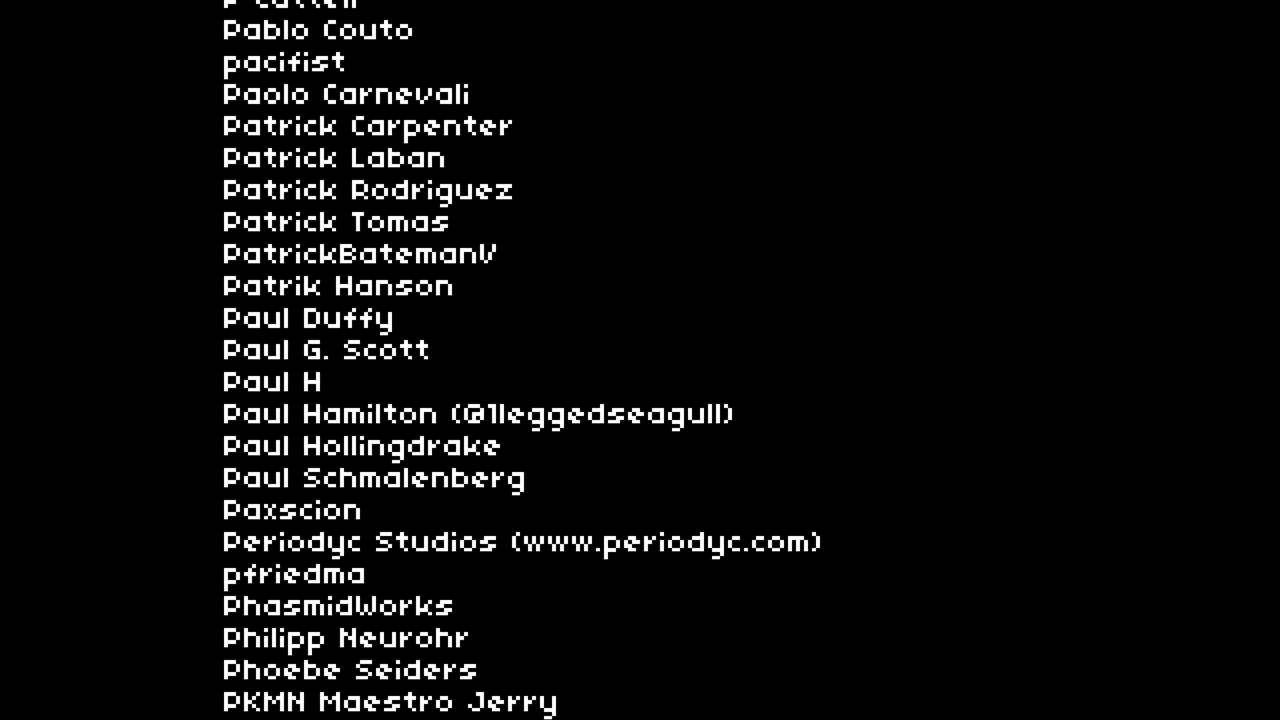 Pablo Couto
pacifist
Paolo Carnevali
Patrick Carpenter
Patrick Laban
Patrick Rodriguez
Patrick Tomas
PatrickBatemanV
Patrik Hanson
Paul Duffy
Paul G. Scott
Paul H
Paul Hamilton (@1leggedseagull)
Paul Hollingdrake
Paul Schmalenberg
Paxscion
Periodyc Studios (www.periodyc.com)
pfriedma
PhasmidWorks
Philipp Neurohr
Phoebe Seiders
PKMN Maestro Jerry